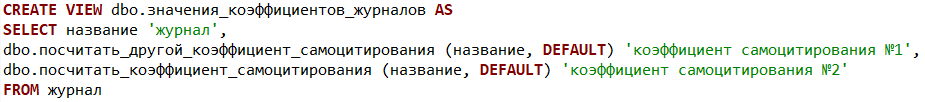 CREATE VIEW dbo.значения_коэффициентов_журналов AS
SELECT название 'журнал',
dbo.посчитать_другой_коэффициент_самоцитирования (название, DEFAULT) 'коэффициент самоцитирования №1',
dbo.посчитать_коэффициент_самоцитирования (название, DEFAULT) 'коэффициент самоцитирования №2'
FROM журнал